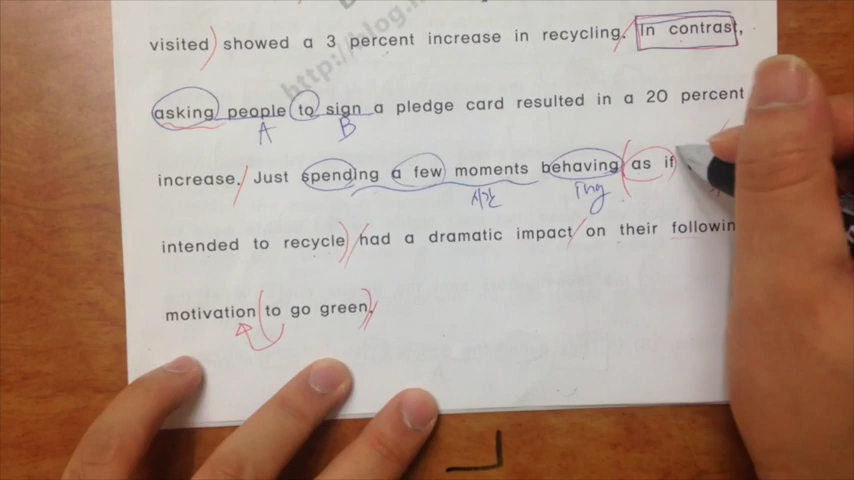 http://blog.
visited) showed a 3 percent increase in recycling. In contrast,
asking people to sign a pledge card resulted in a 20 percent
A B
increase. Just spending a few moments behaving as if
시간 ing
intended to recycle had a dramatic impact on their
motivation to go green.